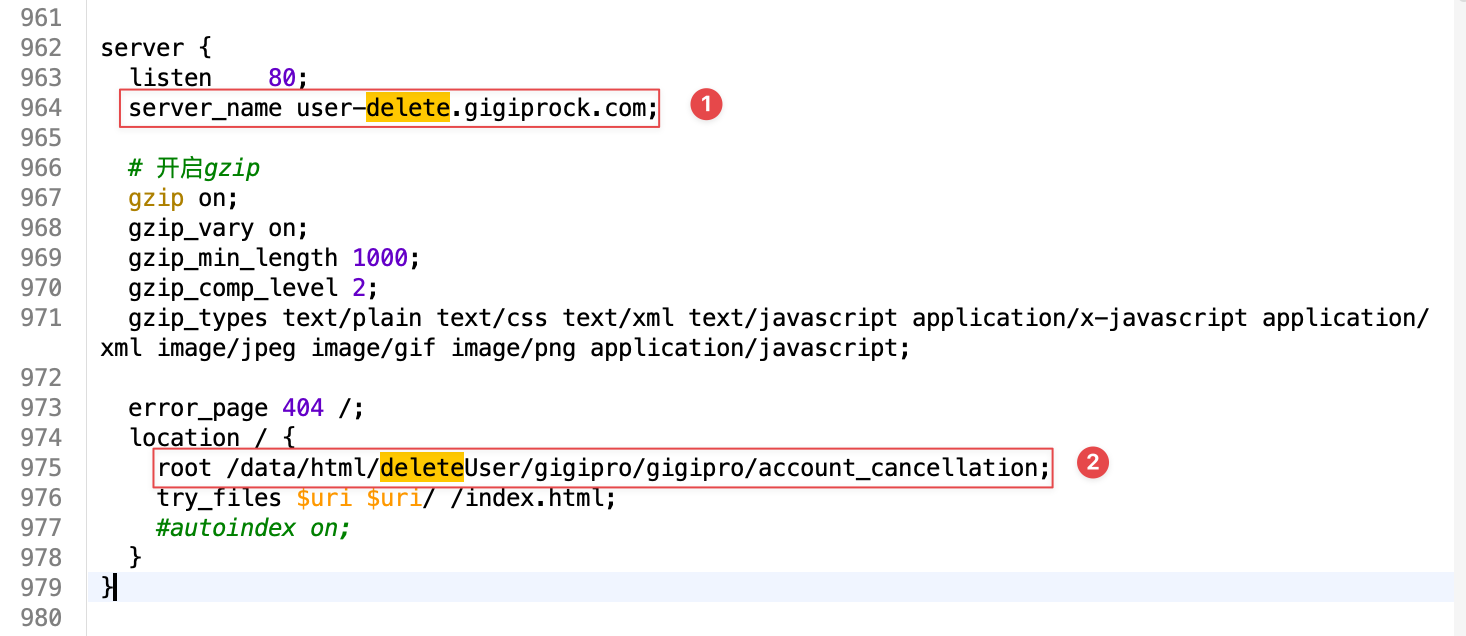 961
962 server {
963   listen    80;
964   server_name user-delete.gigiprock.com; 1
965
966   # 开启gzip
967   gzip on;
968   gzip_vary on;
969   gzip_min_length 1000;
970   gzip_comp_level 2;
971   gzip_types text/plain text/css text/xml text/javascript application/x-javascript application/
xml image/jpeg image/gif image/png application/javascript;
972
973   error_page 404 /;
974   location / {
975     root /data/html/deleteUser/gigipro/gigipro/account_cancellation; 2
976     try_files $uri $uri/ /index.html;
977     #autoindex on;
978   }
979 }
980